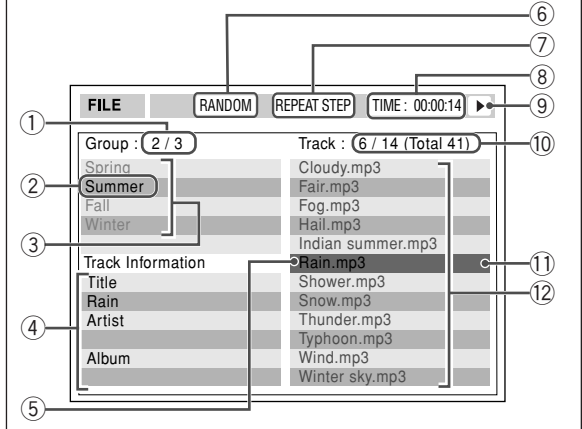 ⑥
⑦
⑧
FILE RANDOM REPEAT STEP TIME : 00:00:14 ⑨
①
Group : 2 / 3 Track : 6 / 14 (Total 41) ⑩
Spring Cloudy.mp3
② Summer Fair.mp3
Fall Fog.mp3
Winter Hail.mp3
③ Indian summer.mp3
Track Information Rain.mp3 ⑪
Title Shower.mp3
⑫
Rain Snow.mp3
④ Artist Thunder.mp3
Typhoon.mp3
Album Wind.mp3
Winter sky.mp3
⑤